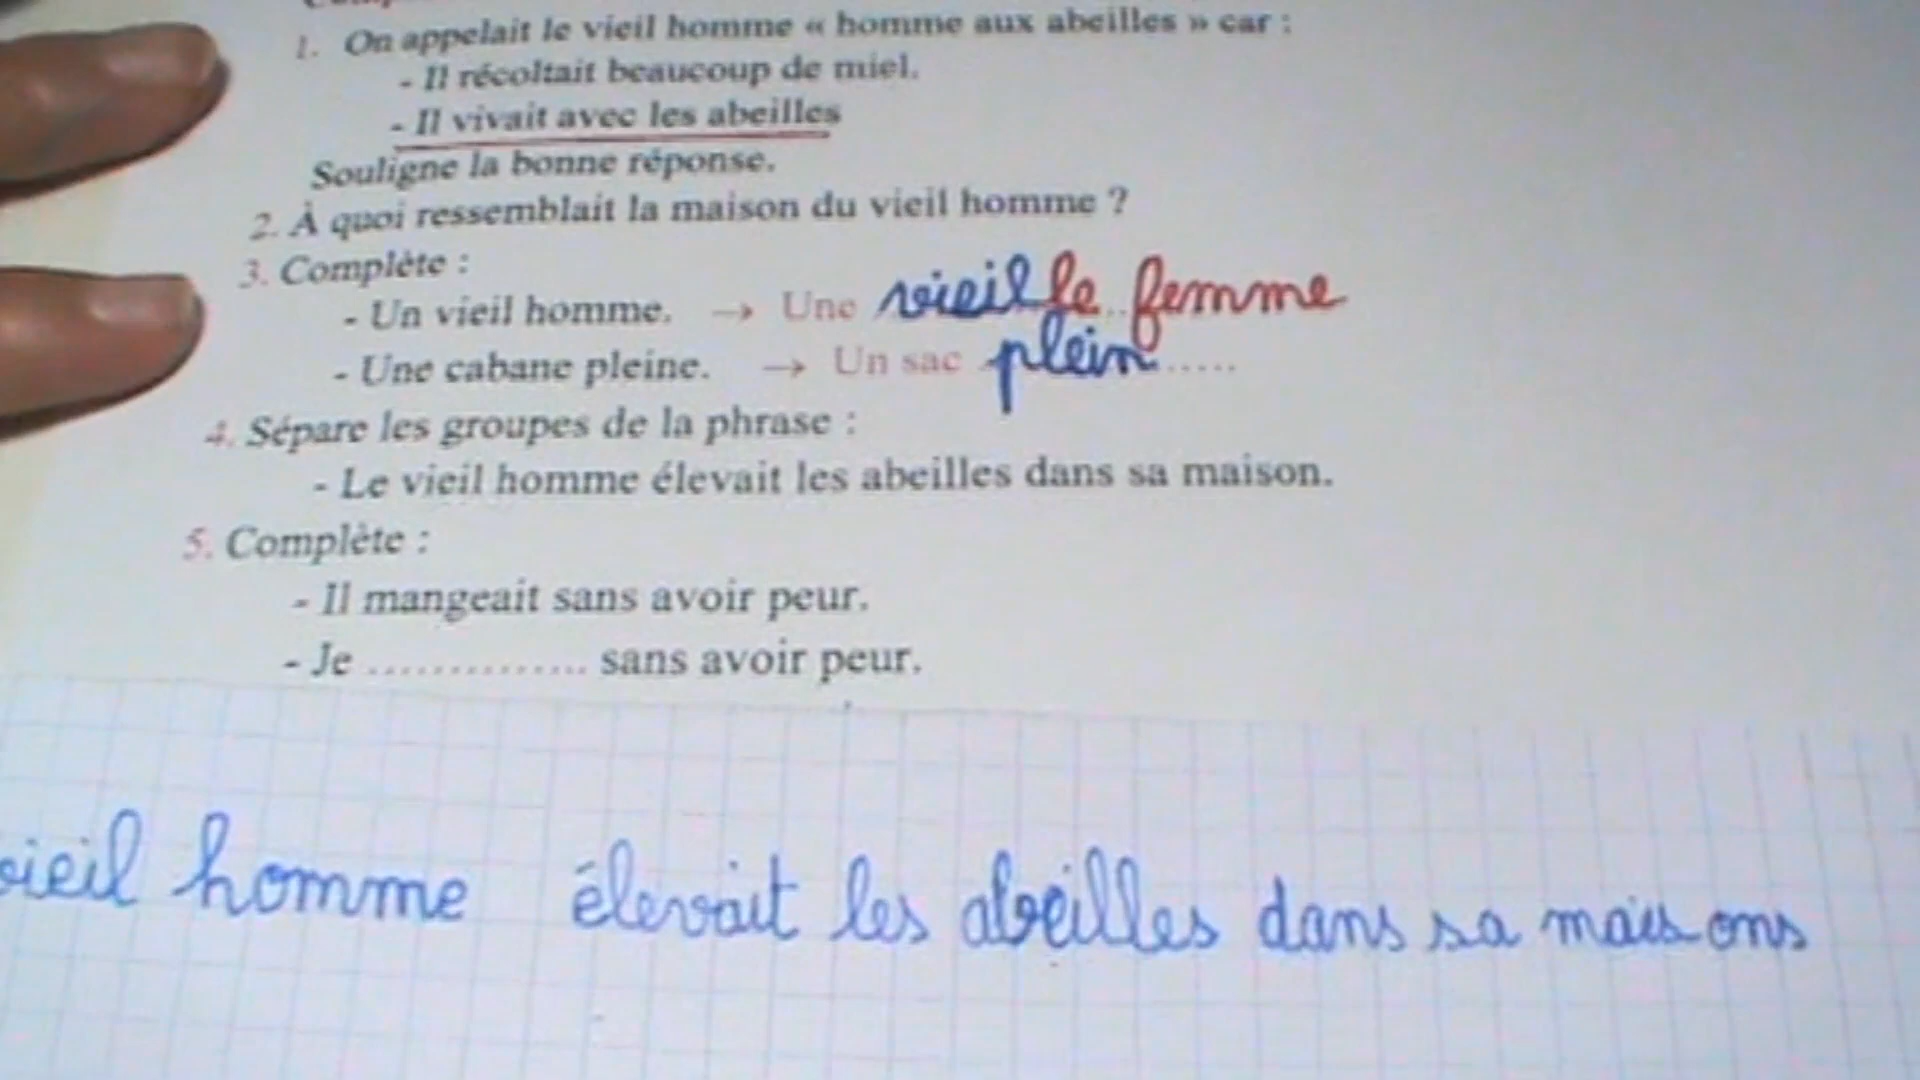 1. On appelait le vieil homme « homme aux abeilles » car :
- Il récoltait beaucoup de miel.
- Il vivait avec les abeilles
Souligne la bonne réponse.
2. À quoi ressemblait la maison du vieil homme ?
3. Complète :
- Un vieil homme. → Une vieille femme
- Une cabane pleine. → Un sac plein......
4. Sépare les groupes de la phrase :
- Le vieil homme élevait les abeilles dans sa maison.
5. Complète :
- Il mangeait sans avoir peur.
- Je .............. sans avoir peur.
vieil homme élevait les abeilles dans sa maisons